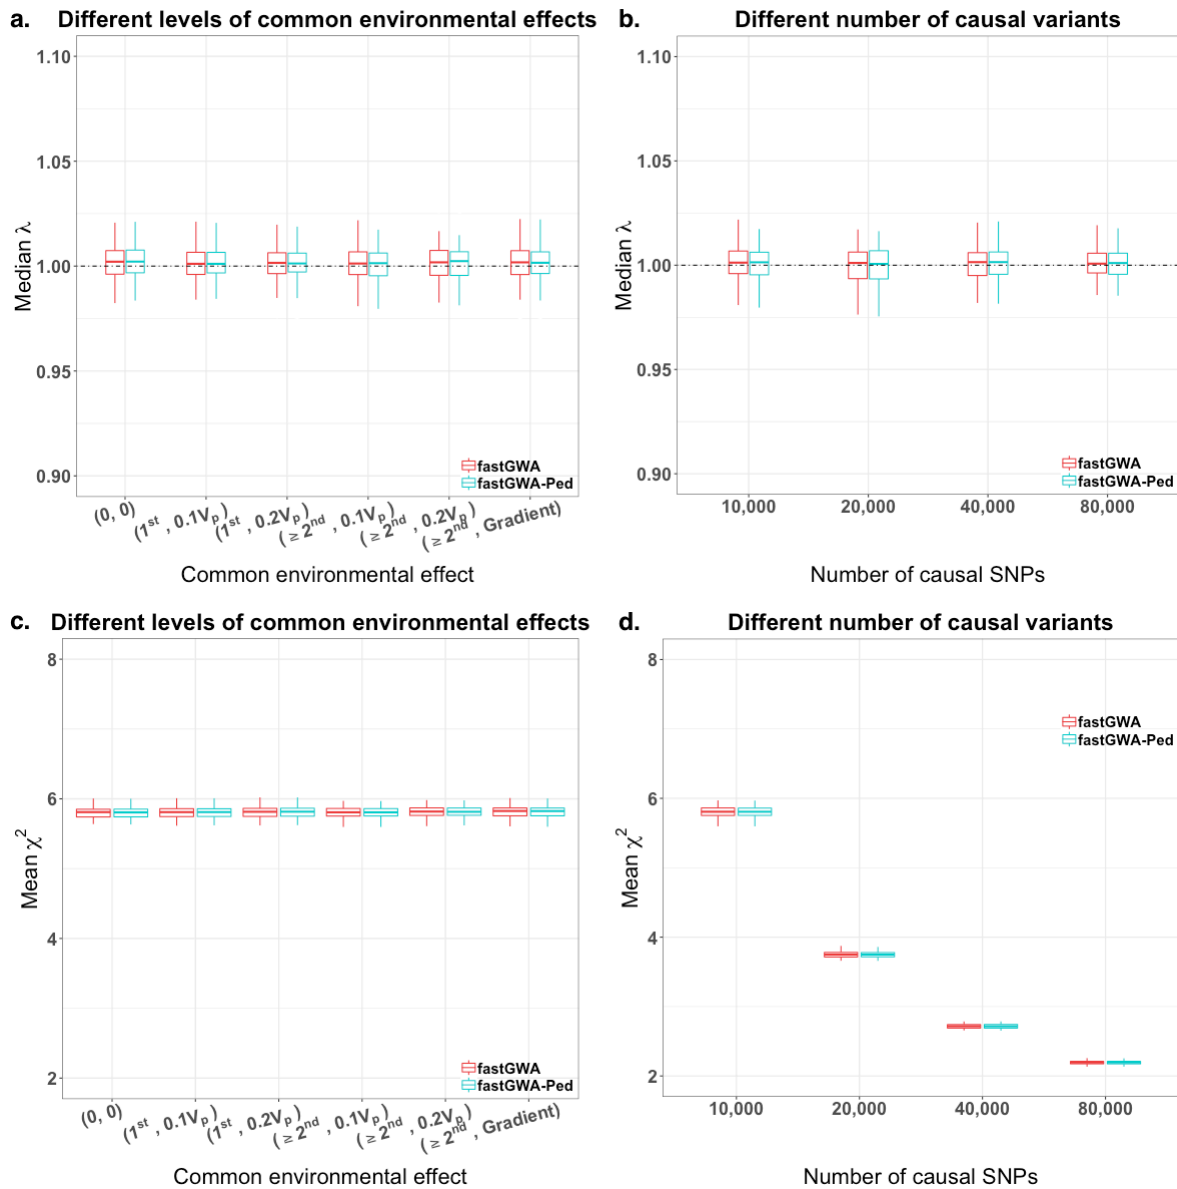 a. Different levels of common environmental effects
1.10
1.05
1.00
0.95
0.90
Median λ
fastGWA
fastGWA-Ped
(0, 0)
(1st , 0.1Vp)
(1st , 0.2Vp)
(≥ 2nd , 0.1Vp)
(≥ 2nd , 0.2Vp)
(≥ 2nd , Gradient)
Common environmental effect
b. Different number of causal variants
1.10
1.05
1.00
0.95
0.90
Median λ
fastGWA
fastGWA-Ped
10,000
20,000
40,000
80,000
Number of causal SNPs
c. Different levels of common environmental effects
8
6
4
2
Mean χ2
fastGWA
fastGWA-Ped
(0, 0)
(1st , 0.1Vp)
(1st , 0.2Vp)
(≥ 2nd , 0.1Vp)
(≥ 2nd , 0.2Vp)
(≥ 2nd , Gradient)
Common environmental effect
d. Different number of causal variants
8
6
4
2
Mean χ2
fastGWA
fastGWA-Ped
10,000
20,000
40,000
80,000
Number of causal SNPs